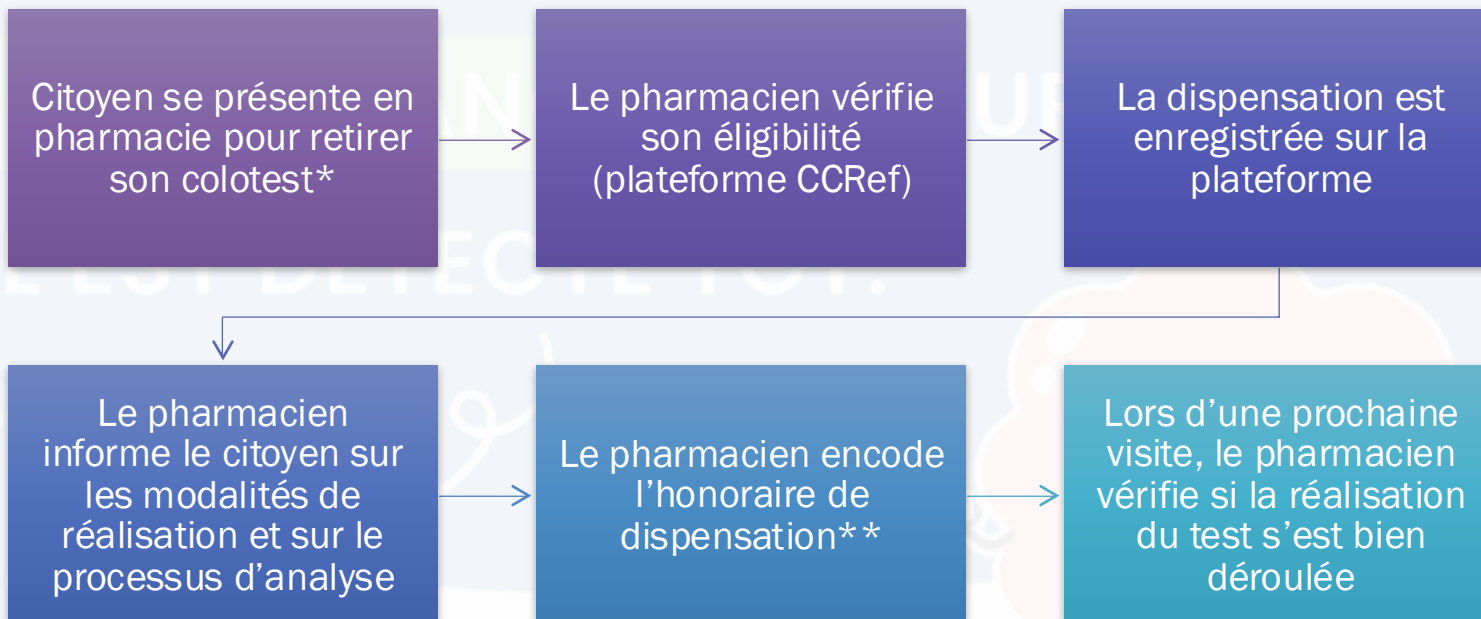 Citoyen se présente en
pharmacie pour retirer
son colotest*
Le pharmacien vérifie
son éligibilité
(plateforme CCRef)
La dispensation est
enregistrée sur la
plateforme
EST DÉTECTÉ TÔT.
Le pharmacien
informe le citoyen sur
les modalités de
réalisation et sur le
processus d’analyse
Le pharmacien encode
l’honoraire de
dispensation**
Lors d’une prochaine
visite, le pharmacien
vérifie si la réalisation
du test s’est bien
déroulée